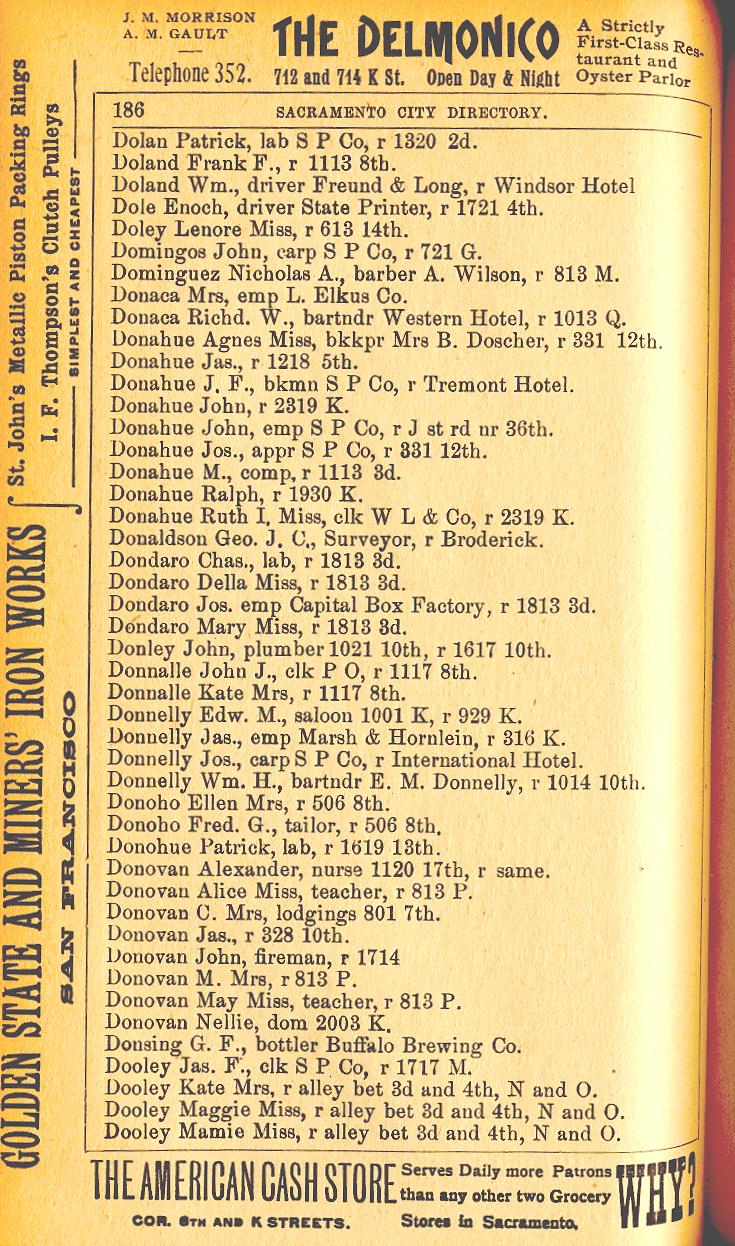 J. M. MORRISON
A. M. GAULT
Telephone 352.
THE DELMONICO
712 and 714 K St. Open Day & Night
A Strictly
First-Class Res-
taurant and
Oyster Parlor
St. John's Metallic Piston Packing Rings
I. F. Thompson's Clutch Pulleys
SIMPLEST AND CHEAPEST
GOLDEN STATE AND MINERS' IRON WORKS
SAN FRANCISCO
186 SACRAMENTO CITY DIRECTORY.
Dolan Patrick, lab S P Co, r 1320 2d.
Doland Frank F., r 1113 8th.
Doland Wm., driver Freund & Long, r Windsor Hotel
Dole Enoch, driver State Printer, r 1721 4th.
Doley Lenore Miss, r 613 14th.
Domingos John, carp S P Co, r 721 G.
Dominguez Nicholas A., barber A. Wilson, r 813 M.
Donaca Mrs, emp L. Elkus Co.
Donaca Richd. W., bartndr Western Hotel, r 1013 Q.
Donahue Agnes Miss, bkkpr Mrs B. Doscher, r 331 12th.
Donahue Jas., r 1218 5th.
Donahue J. F., bkmn S P Co, r Tremont Hotel.
Donahue John, r 2319 K.
Donahue John, emp S P Co, r J st rd nr 36th.
Donahue Jos., appr S P Co, r 331 12th.
Donahue M., comp, r 1113 3d.
Donahue Ralph, r 1930 K.
Donahue Ruth I. Miss, clk W L & Co, r 2319 K.
Donaldson Geo. J. C., Surveyor, r Broderick.
Dondaro Chas., lab, r 1813 3d.
Dondaro Della Miss, r 1813 3d.
Dondaro Jos. emp Capital Box Factory, r 1813 3d.
Dondaro Mary Miss, r 1813 3d.
Donley John, plumber 1021 10th, r 1617 10th.
Donnalle John J., clk P O, r 1117 8th.
Donnalle Kate Mrs, r 1117 8th.
Donnelly Edw. M., saloon 1001 K, r 929 K.
Donnelly Jas., emp Marsh & Hornlein, r 316 K.
Donnelly Jos., carp S P Co, r International Hotel.
Donnelly Wm. H., bartndr E. M. Donnelly, r 1014 10th.
Donoho Ellen Mrs, r 506 8th.
Donoho Fred. G., tailor, r 506 8th.
Donohue Patrick, lab, r 1619 13th.
Donovan Alexander, nurse 1120 17th, r same.
Donovan Alice Miss, teacher, r 813 P.
Donovan C. Mrs, lodgings 801 7th.
Donovan Jas., r 328 10th.
Donovan John, fireman, r 1714
Donovan M. Mrs, r 813 P.
Donovan May Miss, teacher, r 813 P.
Donovan Nellie, dom 2003 K.
Donsing G. F., bottler Buffalo Brewing Co.
Dooley Jas. F., clk S P Co, r 1717 M.
Dooley Kate Mrs, r alley bet 3d and 4th, N and O.
Dooley Maggie Miss, r alley bet 3d and 4th, N and O.
Dooley Mamie Miss, r alley bet 3d and 4th, N and O.
THE AMERICAN CASH STORE
COR. 8TH AND K STREETS.
Serves Daily more Patrons
than any other two Grocery
Stores in Sacramento,
WHY?